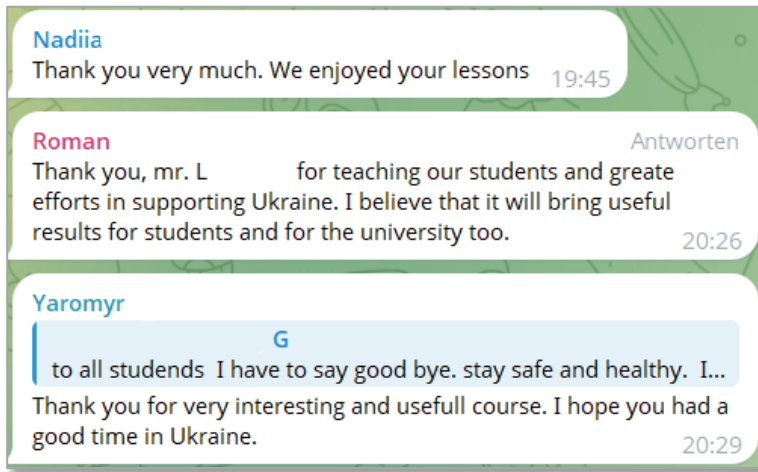 Nadiia
Thank you very much. We enjoyed your lessons 19:45
Roman Antworten
Thank you, mr. L for teaching our students and greate
efforts in supporting Ukraine. I believe that it will bring useful
results for students and for the university too. 20:26
Yaromyr
G
to all studends I have to say good bye. stay safe and healthy. I...
Thank you for very interesting and usefull course. I hope you had a
good time in Ukraine. 20:29